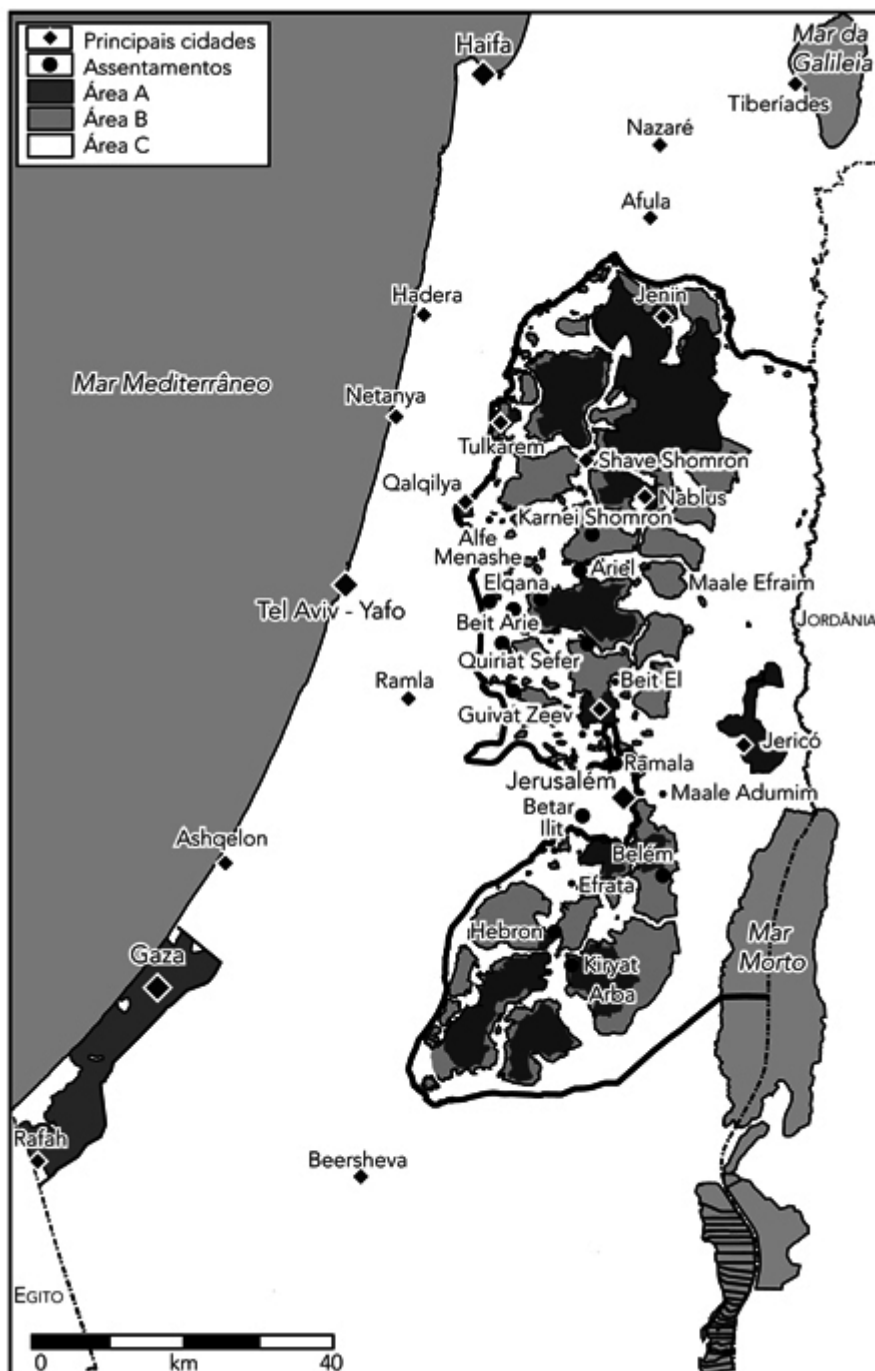 Principais cidades
Assentamentos
Área A
Área B
Área C
Haifa
Mar da
Galileia
Tiberíades
Nazaré
Afula
Hadera
Jenin
Mar Mediterrâneo
Netanya
Tulkarem
Shave Shomron
Qalqilya
Nablus
Karnei Shomron
Alfe
Menashe
Ariel
Elqana
Maale Efraim
Tel Aviv - Yafo
Beit Arie
JORDÂNIA
Quiriat Sefer
Ramla
Beit El
Guivat Zeev
Jericó
Ramala
Jerusalém
Maale Adumim
Betar
Ilit
Ashqelon
Belém
Efrata
Hebron
Mar
Morto
Gaza
Kiryat
Arba
Rafah
Beersheva
EGITO
0 km 40